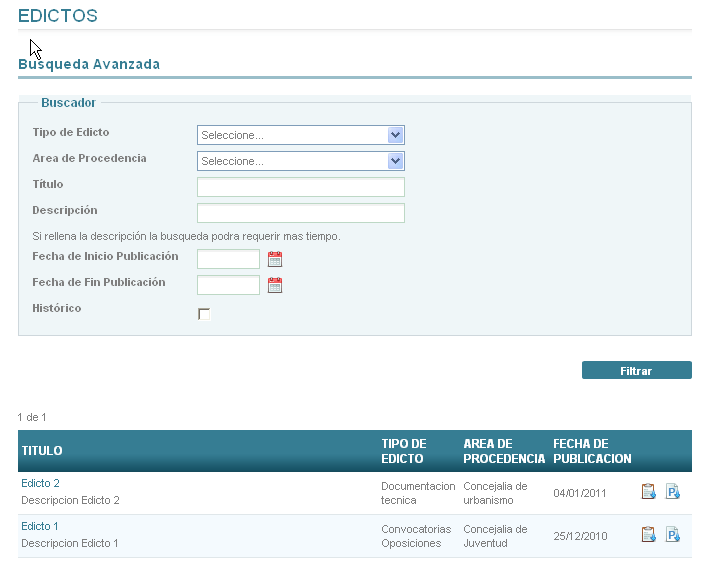 EDICTOS
Busqueda Avanzada
Buscador
Tipo de Edicto Seleccione...
Area de Procedencia Seleccione...
Título
Descripción
Si rellena la descripción la busqueda podra requerir mas tiempo.
Fecha de Inicio Publicación
Fecha de Fin Publicación
Histórico
Filtrar
1 de 1
TITULO TIPO DE EDICTO AREA DE PROCEDENCIA FECHA DE PUBLICACION
Edicto 2
Descripcion Edicto 2
Documentacion tecnica
Concejalia de urbanismo
04/01/2011
Edicto 1
Descripcion Edicto 1
Convocatorias Oposiciones
Concejalia de Juventud
25/12/2010